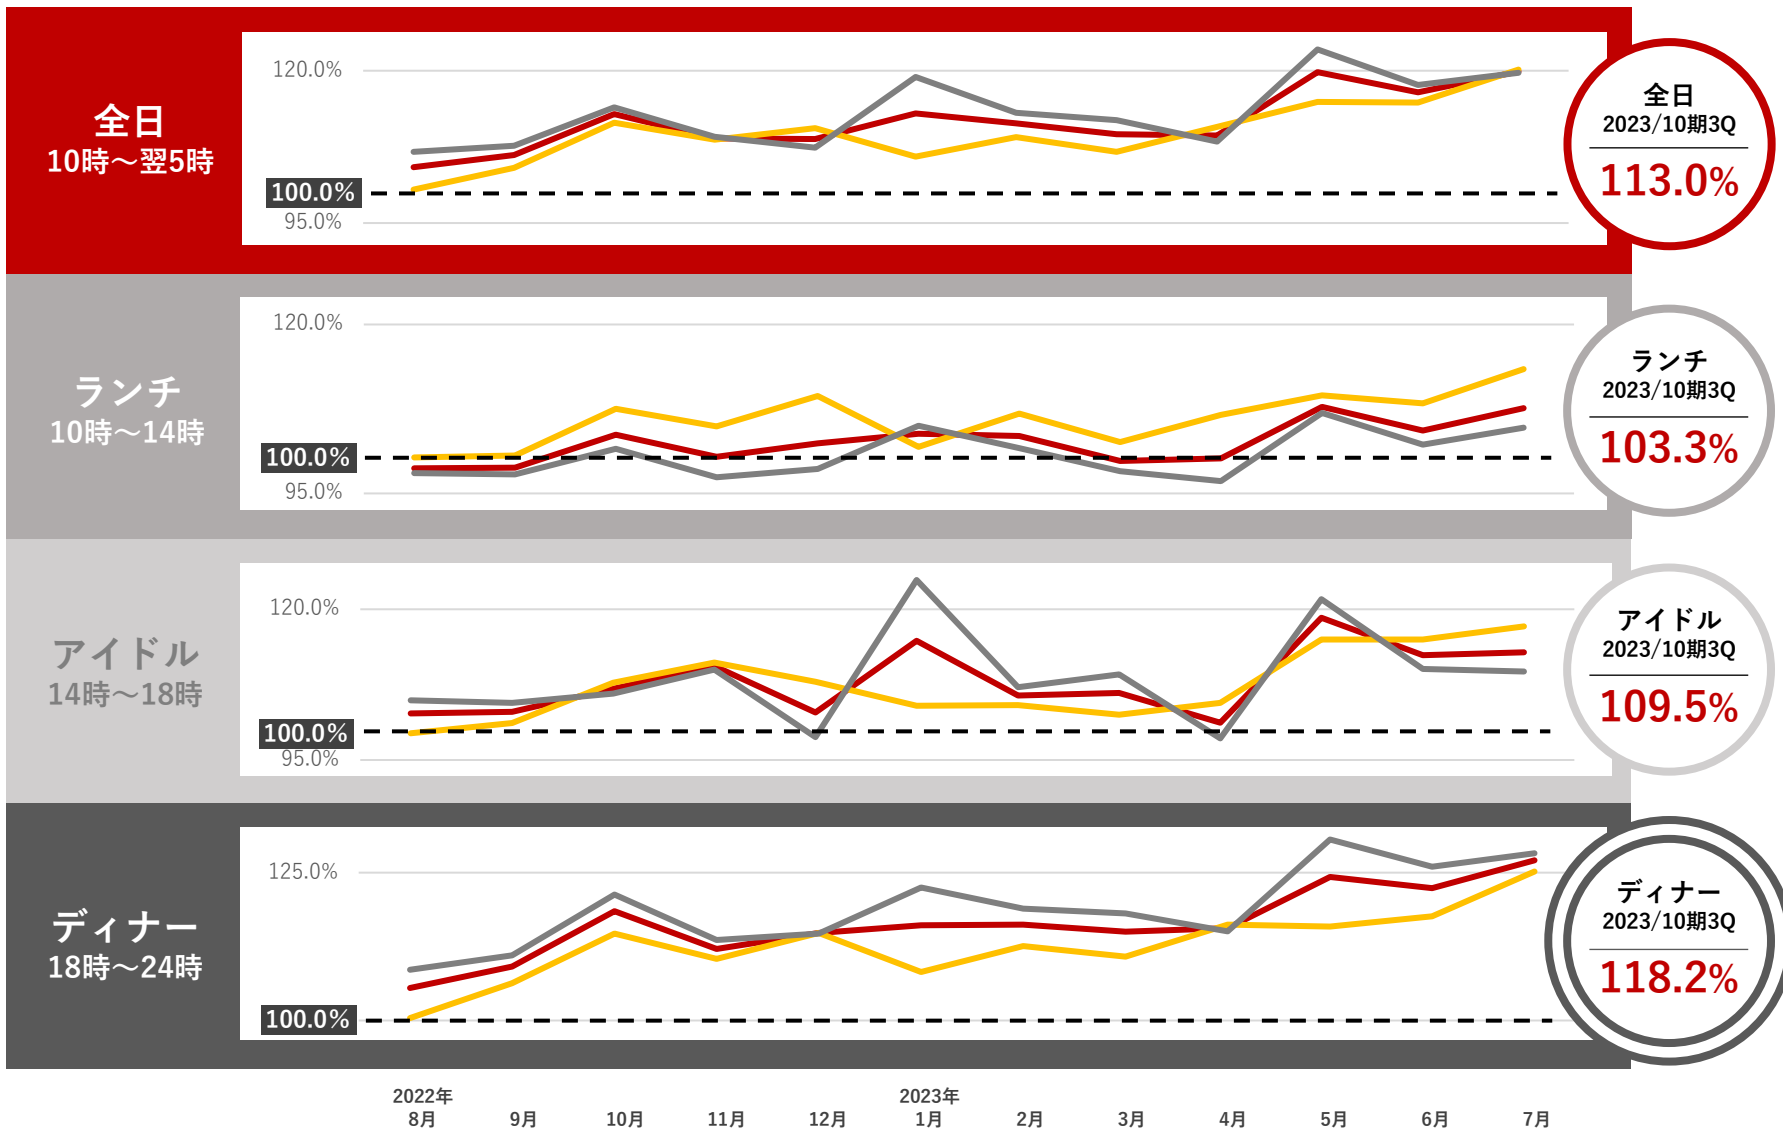 全日
10時～翌5時
120.0%
100.0%
95.0%
全日
2023/10期3Q
113.0%
ランチ
10時～14時
120.0%
100.0%
95.0%
ランチ
2023/10期3Q
103.3%
アイドル
14時～18時
120.0%
100.0%
95.0%
アイドル
2023/10期3Q
109.5%
ディナー
18時～24時
125.0%
100.0%
ディナー
2023/10期3Q
118.2%
2022年 2023年
8月 9月 10月 11月 12月 1月 2月 3月 4月 5月 6月 7月